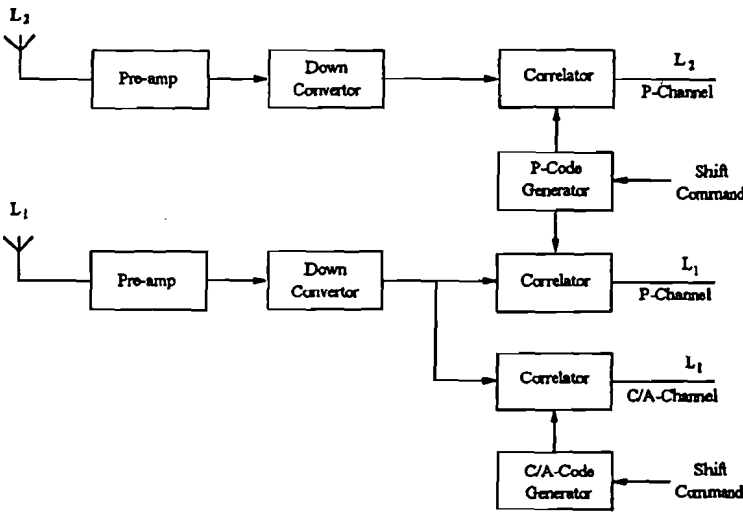 L2
Pre-amp
Down
Convertor
Correlator
L2
P-Channel
P-Code
Generator
Shift
Command
L1
Pre-amp
Down
Convertor
Correlator
L1
P-Channel
Correlator
L1
C/A-Channel
C/A-Code
Generator
Shift
Command